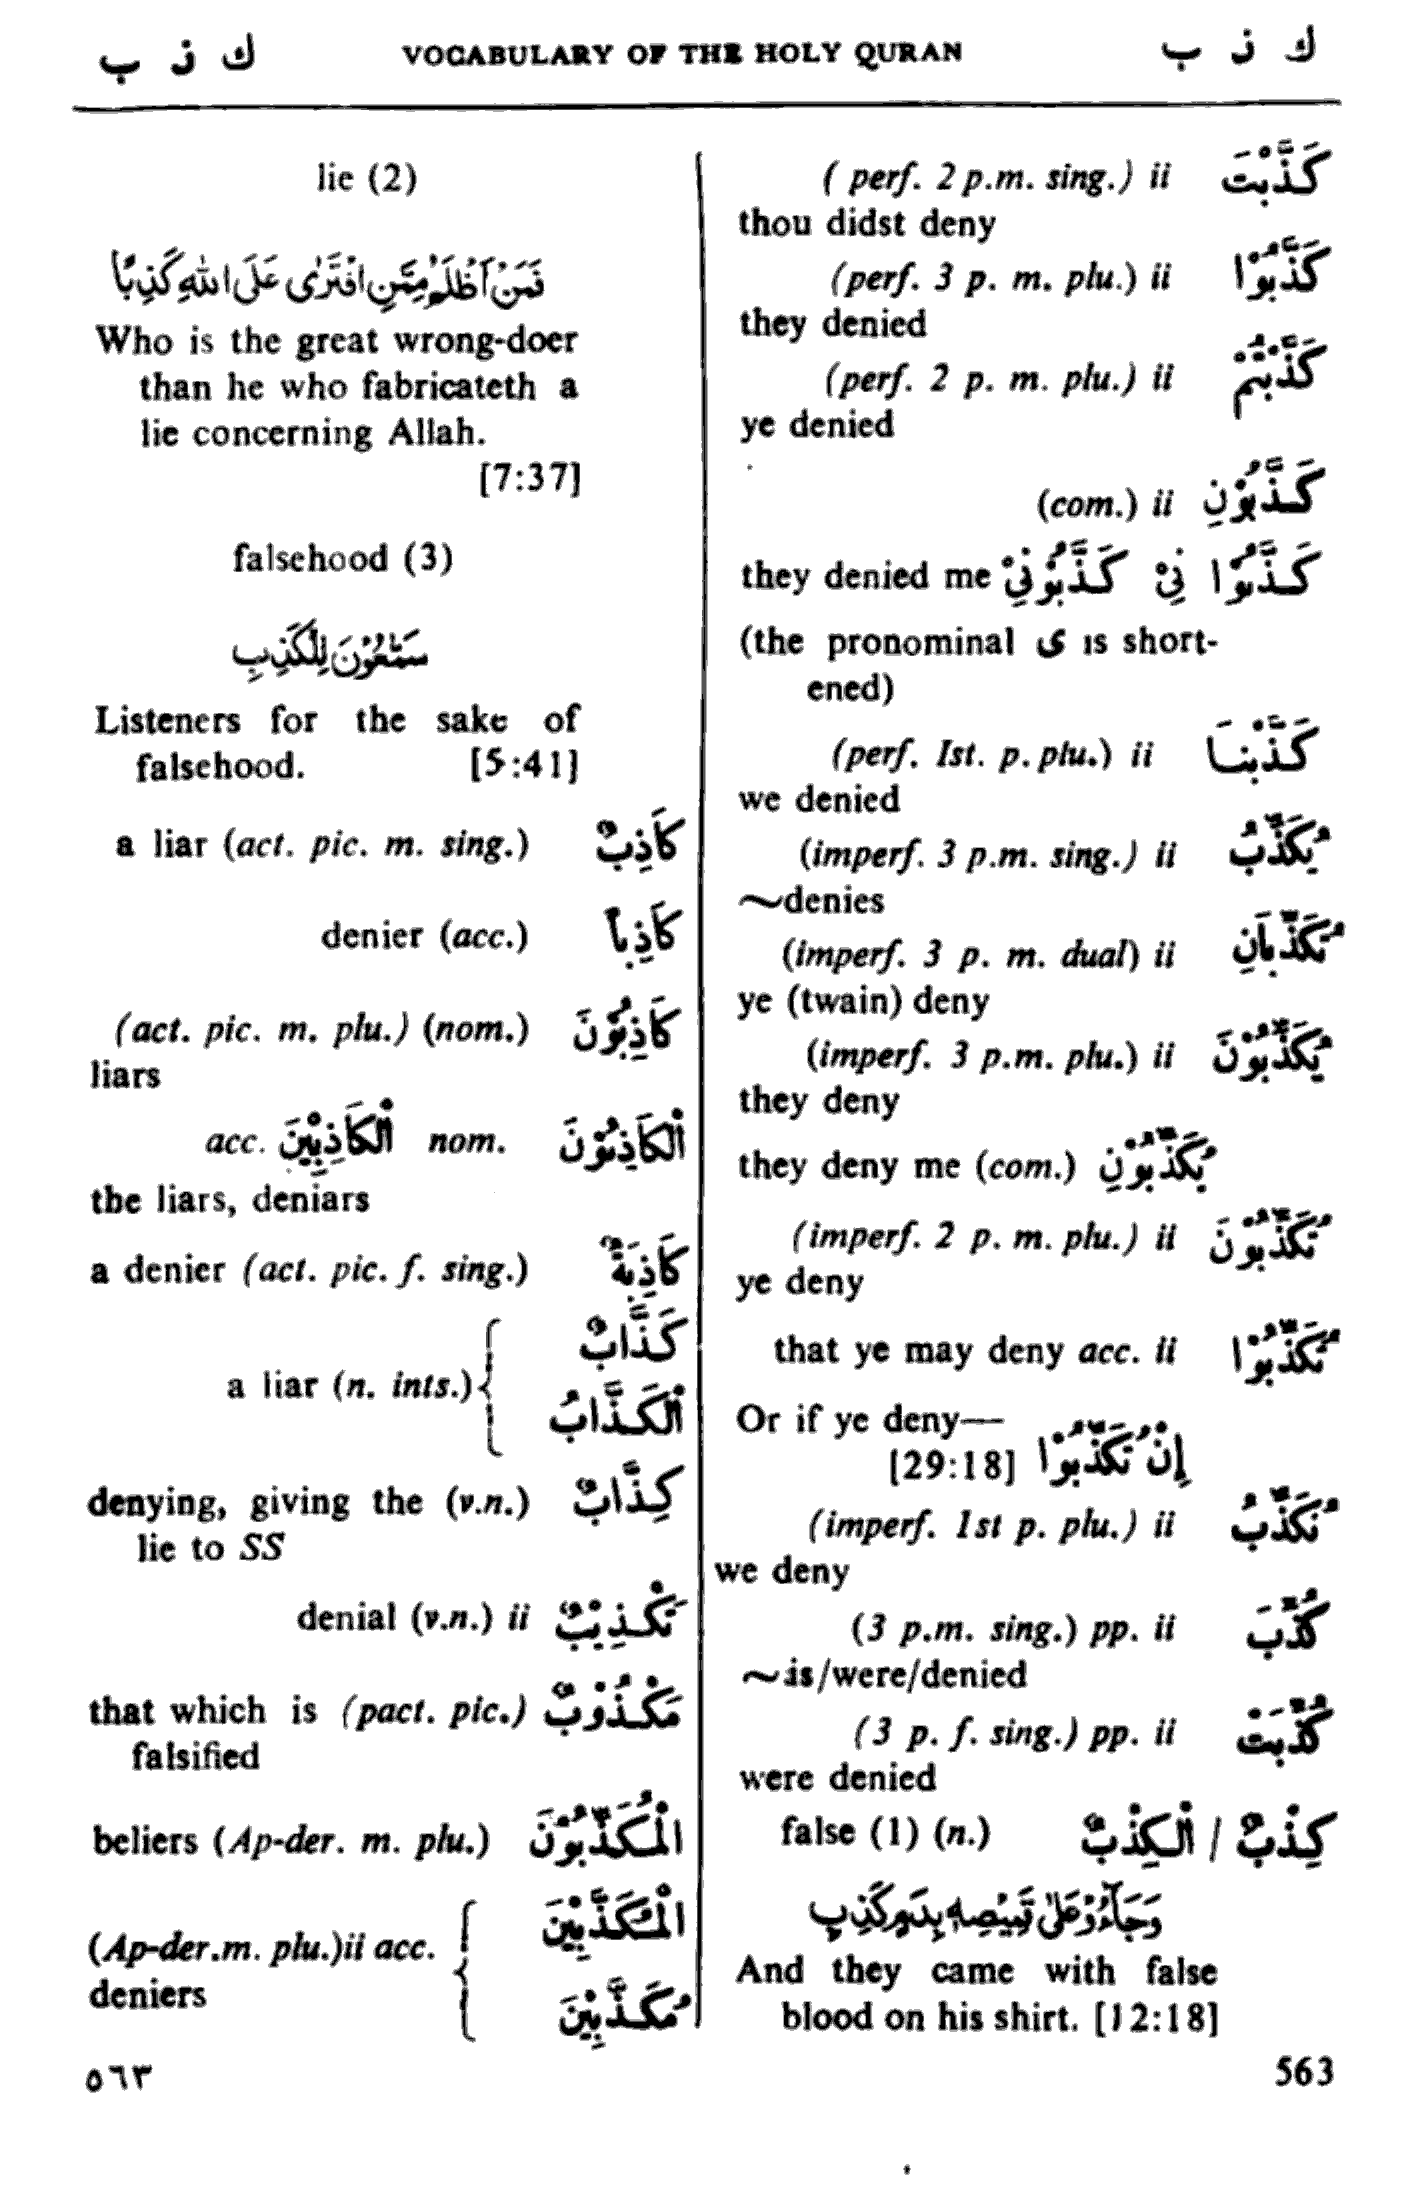 ك ذ ب VOCABULARY OF THE HOLY QURAN ك ذ ب
كَذَّبْتَ ( perf. 2 p.m. sing.) ii
thou didst deny
كَذَّبُوْا (perf. 3 p. m. plu.) ii
they denied
كَذَّبْتُمْ (perf. 2 p. m. plu.) ii
ye denied
كَذَّبُوْنِ (com.) ii
كَذَّبُوْا نِىْ كَذَّبُوْنِىْ they denied me
(the pronominal ى is short-
ened)
كَذَّبْنَا (perf. Ist. p. plu.) ii
we denied
يُكَذِّبُ (imperf. 3 p.m. sing.) ii
~denies
تُكَذِّبَانِ (imperf. 3 p. m. dual) ii
ye (twain) deny
يُكَذِّبُوْنَ (imperf. 3 p.m. plu.) ii
they deny
they deny me (com.) يُكَذِّبُوْنِ
تُكَذِّبُوْنَ (imperf. 2 p. m. plu.) ii
ye deny
تُكَذِّبُوْا that ye may deny acc. ii
Or if ye deny—
إِنْ تُكَذِّبُوْا [29:18]
نُكَذِّبُ (imperf. 1st p. plu.) ii
we deny
كُذِّبَ (3 p.m. sing.) pp. ii
~is/were/denied
كُذِّبَتْ (3 p. f. sing.) pp. ii
were denied
كِذْبٌ / اَلْكِذْبُ false (1) (n.)
وَجَآءُوْ عَلٰى قَمِيْصِهٖ بِدَمٍ كَذِبٍ
And they came with false
blood on his shirt. [12:18]
lie (2)
فَمَنْ اَظْلَمُ مِمَّنِ افْتَرٰى عَلَى اللّٰهِ كَذِبًا
Who is the great wrong-doer
than he who fabricateth a
lie concerning Allah.
[7:37]
falsehood (3)
سَمّٰعُوْنَ لِلْكَذِبِ
Listeners for the sake of
falsehood. [5:41]
كَاذِبٌ a liar (act. pic. m. sing.)
كَاذِباً denier (acc.)
كَاذِبُوْنَ (act. pic. m. plu.) (nom.)
liars
اَلْكَاذِبُوْنَ nom. اَلْكَاذِبِيْنَ acc.
the liars, deniars
كَاذِبَةٌ a denier (act. pic. f. sing.)
كَذَّابٌ
a liar (n. ints.)
اَلْكَذَّابُ
كِذَّابٌ denying, giving the (v.n.)
lie to SS
تَكْذِيْبٌ denial (v.n.) ii
مَكْذُوْبٌ that which is (pact. pic.)
falsified
الْمُكَذِّبُوْنَ beliers (Ap-der. m. plu.)
الْمُكَذَّبِيْنَ
(Ap-der.m. plu.)ii acc.
deniers
مُكَذَّبِيْنَ
٥٦٣ 563